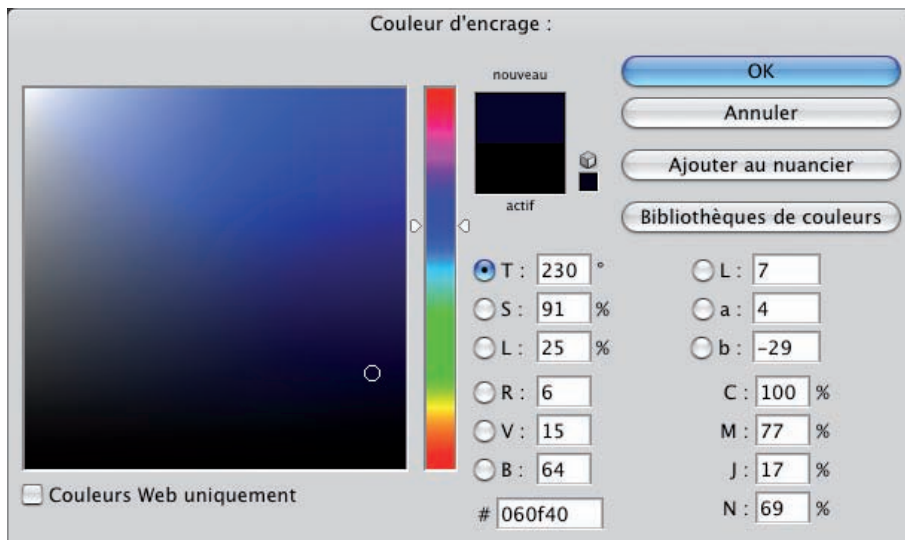 Couleur d'encrage :
nouveau
actif
OK
Annuler
Ajouter au nuancier
Bibliothèques de couleurs
T : 230 °
S : 91 %
L : 25 %
R : 6
V : 15
B : 64
# 060f40
L : 7
a : 4
b : -29
C : 100 %
M : 77 %
J : 17 %
N : 69 %
Couleurs Web uniquement